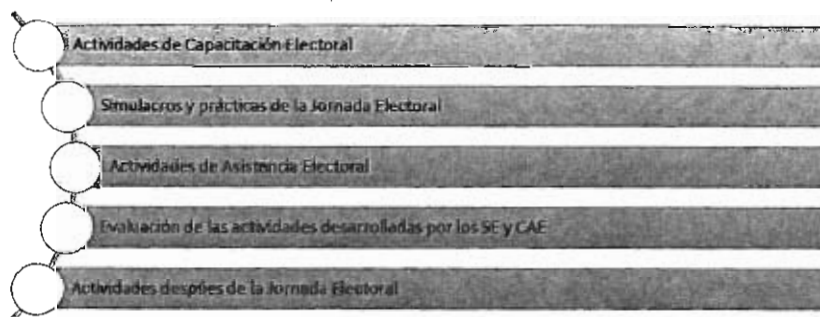 Actividades de Capacitación Electoral
Simulacros y prácticas de la Jornada Electoral
Actividades de Asistencia Electoral
Evaluación de las actividades desarrolladas por los SE y CAE
Actividades despúes de la Jornada Electoral